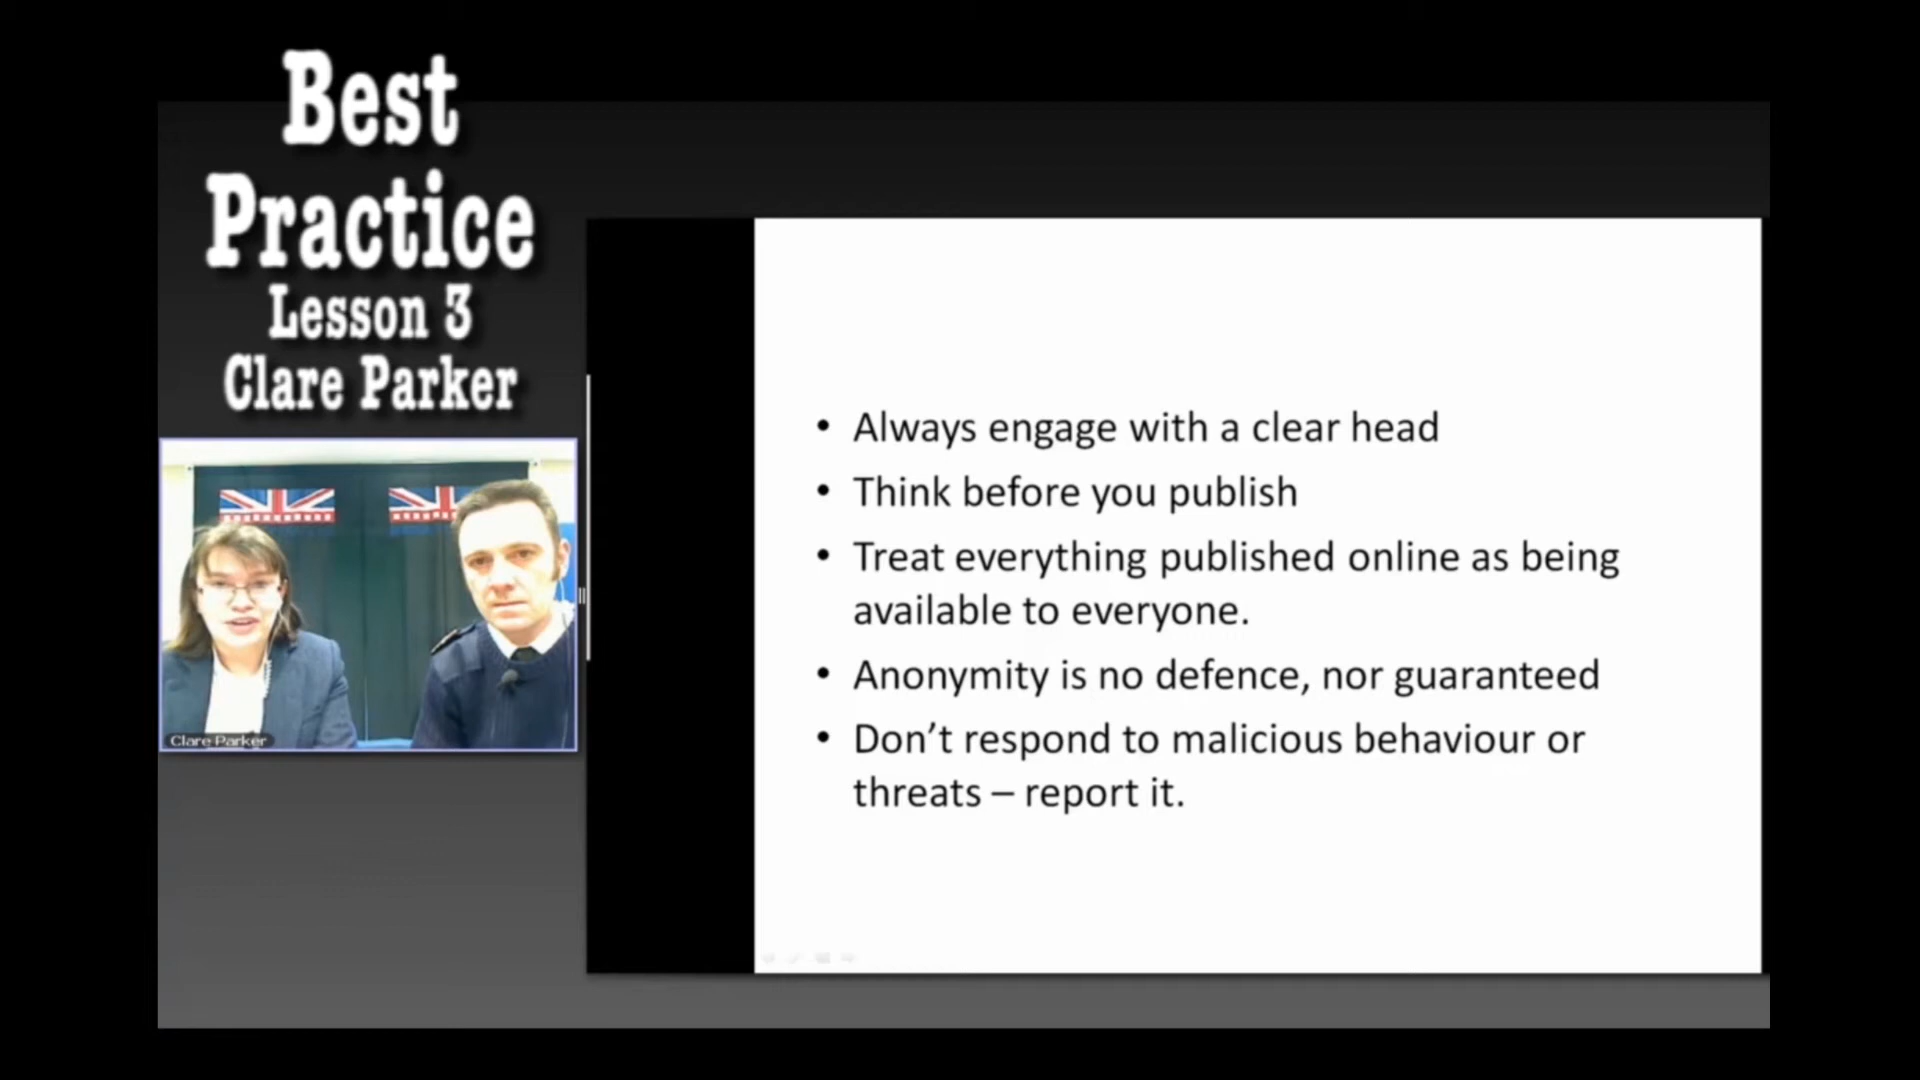 Best
Practice
Lesson 3
Clare Parker
Clare Parker
• Always engage with a clear head
• Think before you publish
• Treat everything published online as being
available to everyone.
• Anonymity is no defence, nor guaranteed
• Don’t respond to malicious behaviour or
threats – report it.